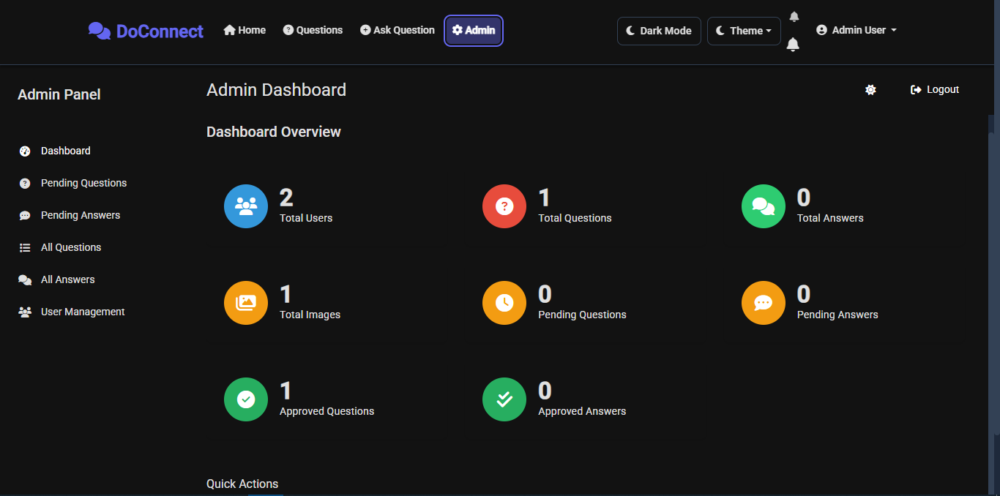 DoConnect Home Questions Ask Question Admin Dark Mode Theme Admin User
Admin Panel
Admin Dashboard
Logout
Dashboard Overview
Dashboard
Pending Questions
Pending Answers
All Questions
All Answers
User Management
2
Total Users
1
Total Questions
0
Total Answers
1
Total Images
0
Pending Questions
0
Pending Answers
1
Approved Questions
0
Approved Answers
Quick Actions